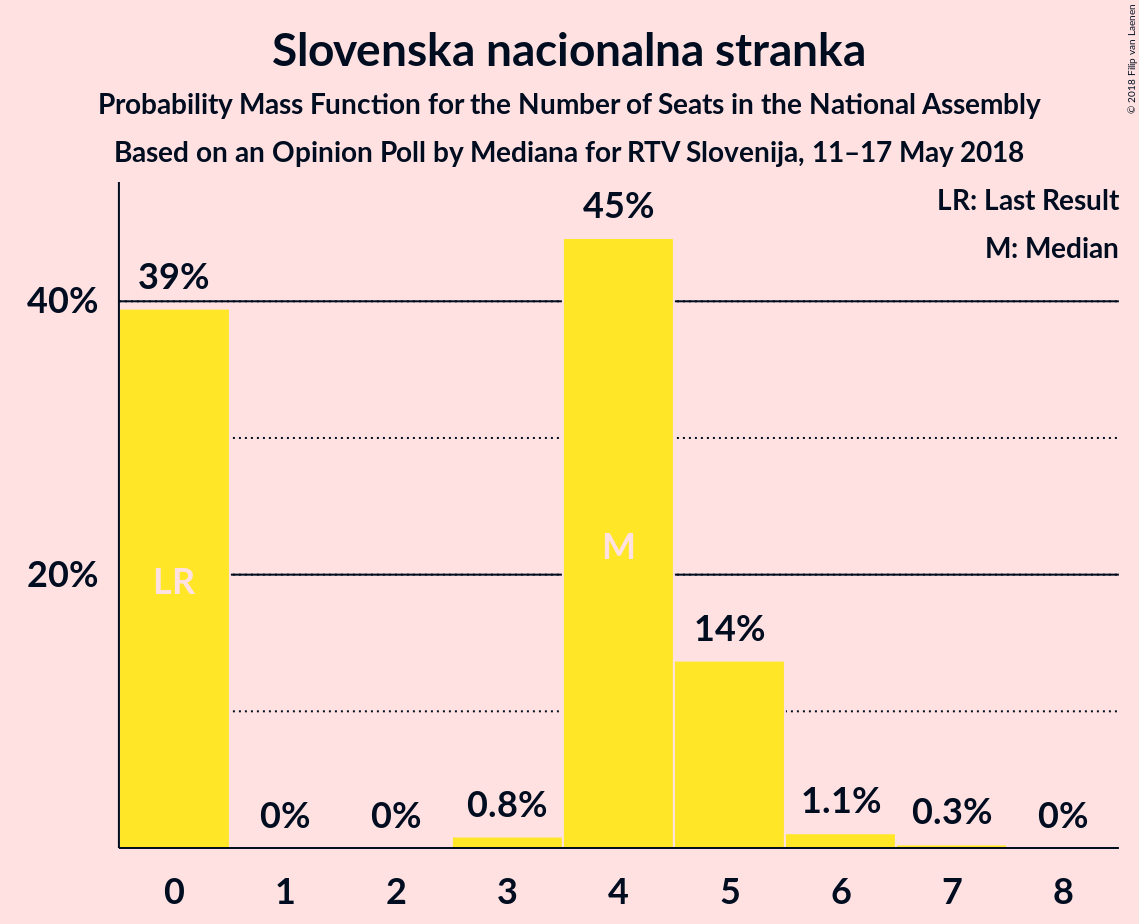 Slovenska nacionalna stranka
Probability Mass Function for the Number of Seats in the National Assembly
Based on an Opinion Poll by Mediana for RTV Slovenija, 11–17 May 2018
© 2018 Filip van Laenen
LR: Last Result
M: Median
45%
39%
40%
M
20%
LR
14%
0%
0%
0.8%
1.1%
0.3%
0%
0 1 2 3 4 5 6 7 8